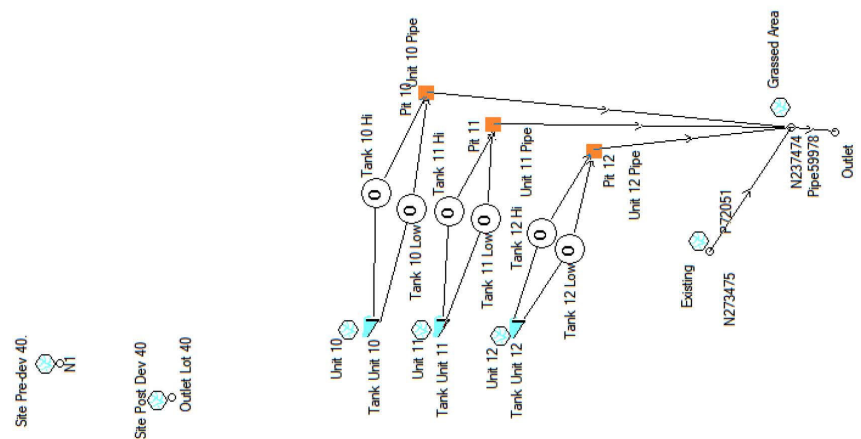 Site Pre-dev 40.
N1
Site Post Dev 40
Outlet Lot 40
Unit 10
Tank Unit 10
Tank 10 Hi
0
Tank 10 Low
0
Pit 10
Unit 10 Pipe
Unit 11
Tank Unit 11
Tank 11 Hi
0
Tank 11 Low
0
Pit 11
Unit 11 Pipe
Unit 12
Tank Unit 12
Tank 12 Hi
0
Tank 12 Low
0
Pit 12
Unit 12 Pipe
Existing
N273475
P72051
Grassed Area
N237474
Pipe59978
Outlet